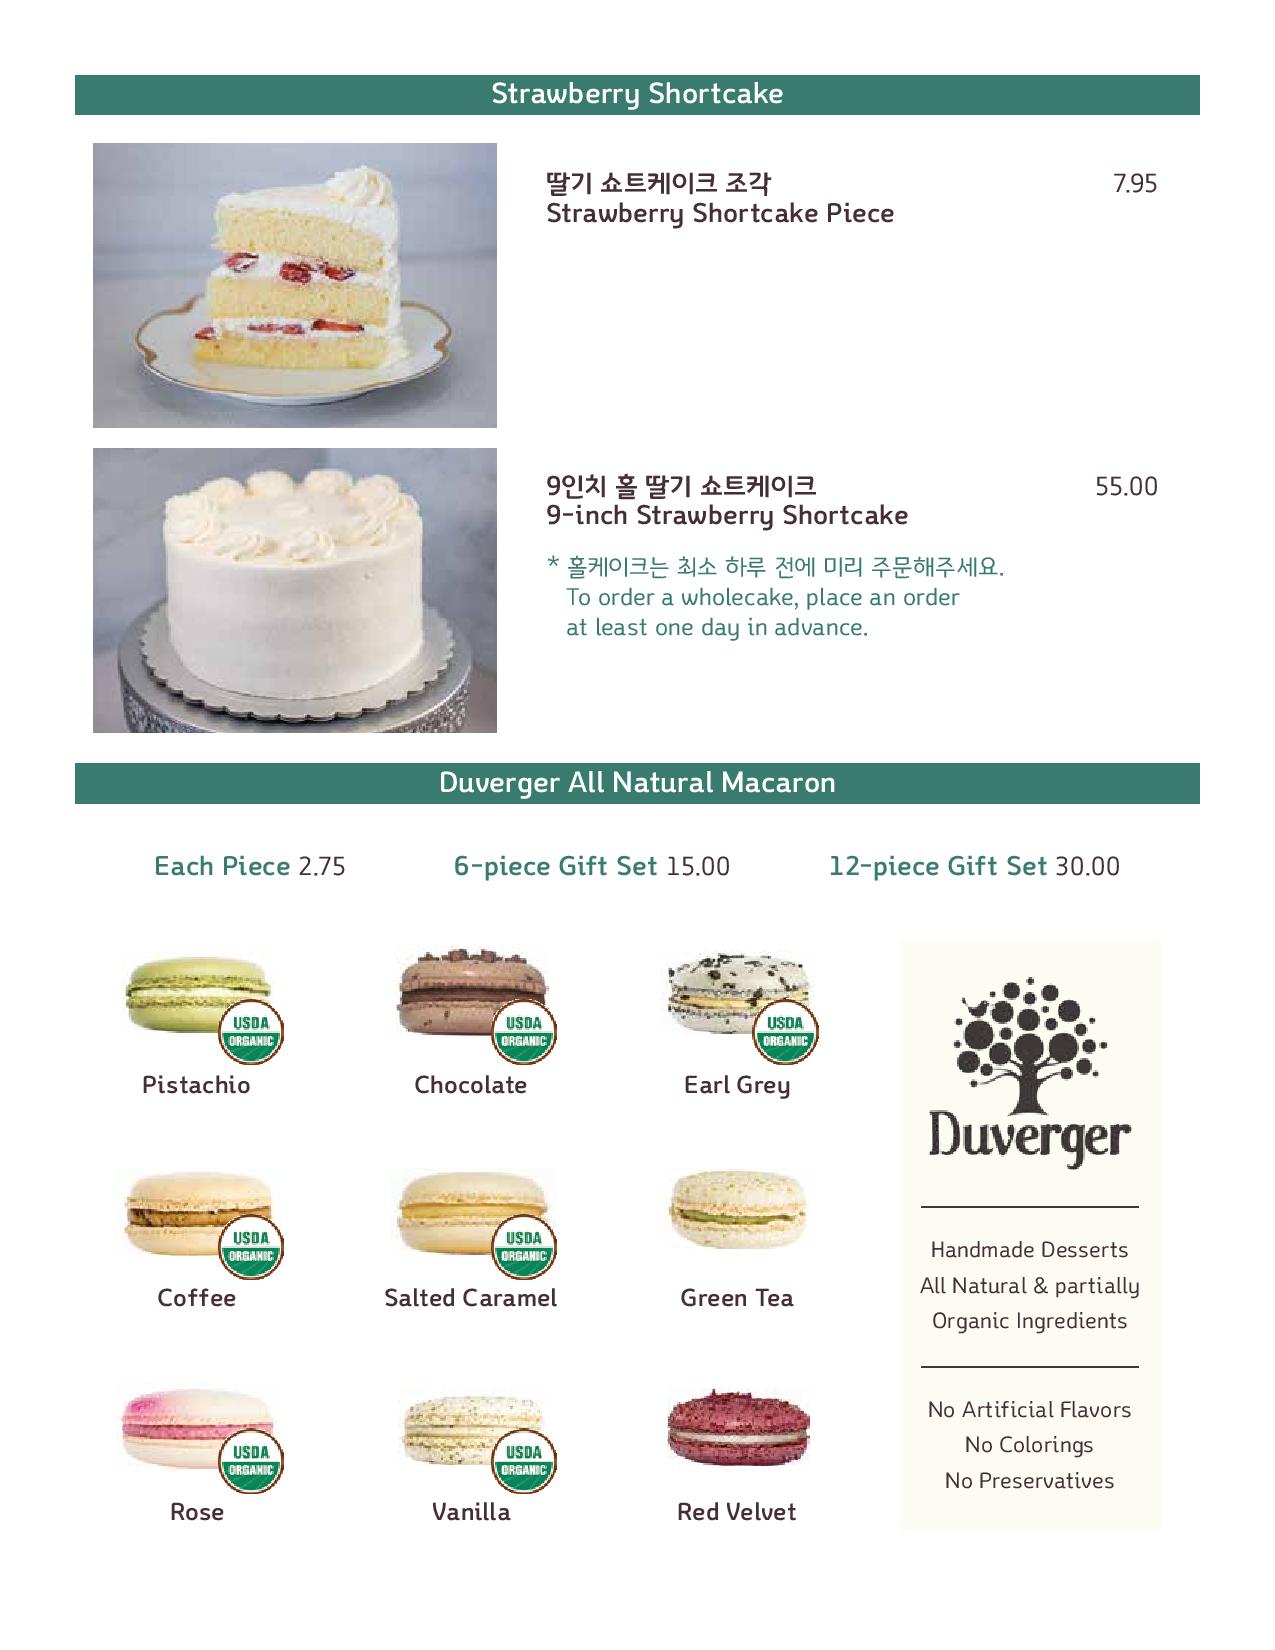 Strawberry Shortcake
딸기 쇼트케이크 조각 7.95
Strawberry Shortcake Piece
9인치 홀 딸기 쇼트케이크 55.00
9-inch Strawberry Shortcake
* 홀케이크는 최소 하루 전에 미리 주문해주세요.
To order a wholecake, place an order
at least one day in advance.
Duverger All Natural Macaron
Each Piece 2.75 6-piece Gift Set 15.00 12-piece Gift Set 30.00
USDA
ORGANIC
Pistachio
USDA
ORGANIC
Chocolate
USDA
ORGANIC
Earl Grey
USDA
ORGANIC
Coffee
USDA
ORGANIC
Salted Caramel
Green Tea
USDA
ORGANIC
Rose
USDA
ORGANIC
Vanilla
Red Velvet
Duverger
Handmade Desserts
All Natural & partially
Organic Ingredients
No Artificial Flavors
No Colorings
No Preservatives